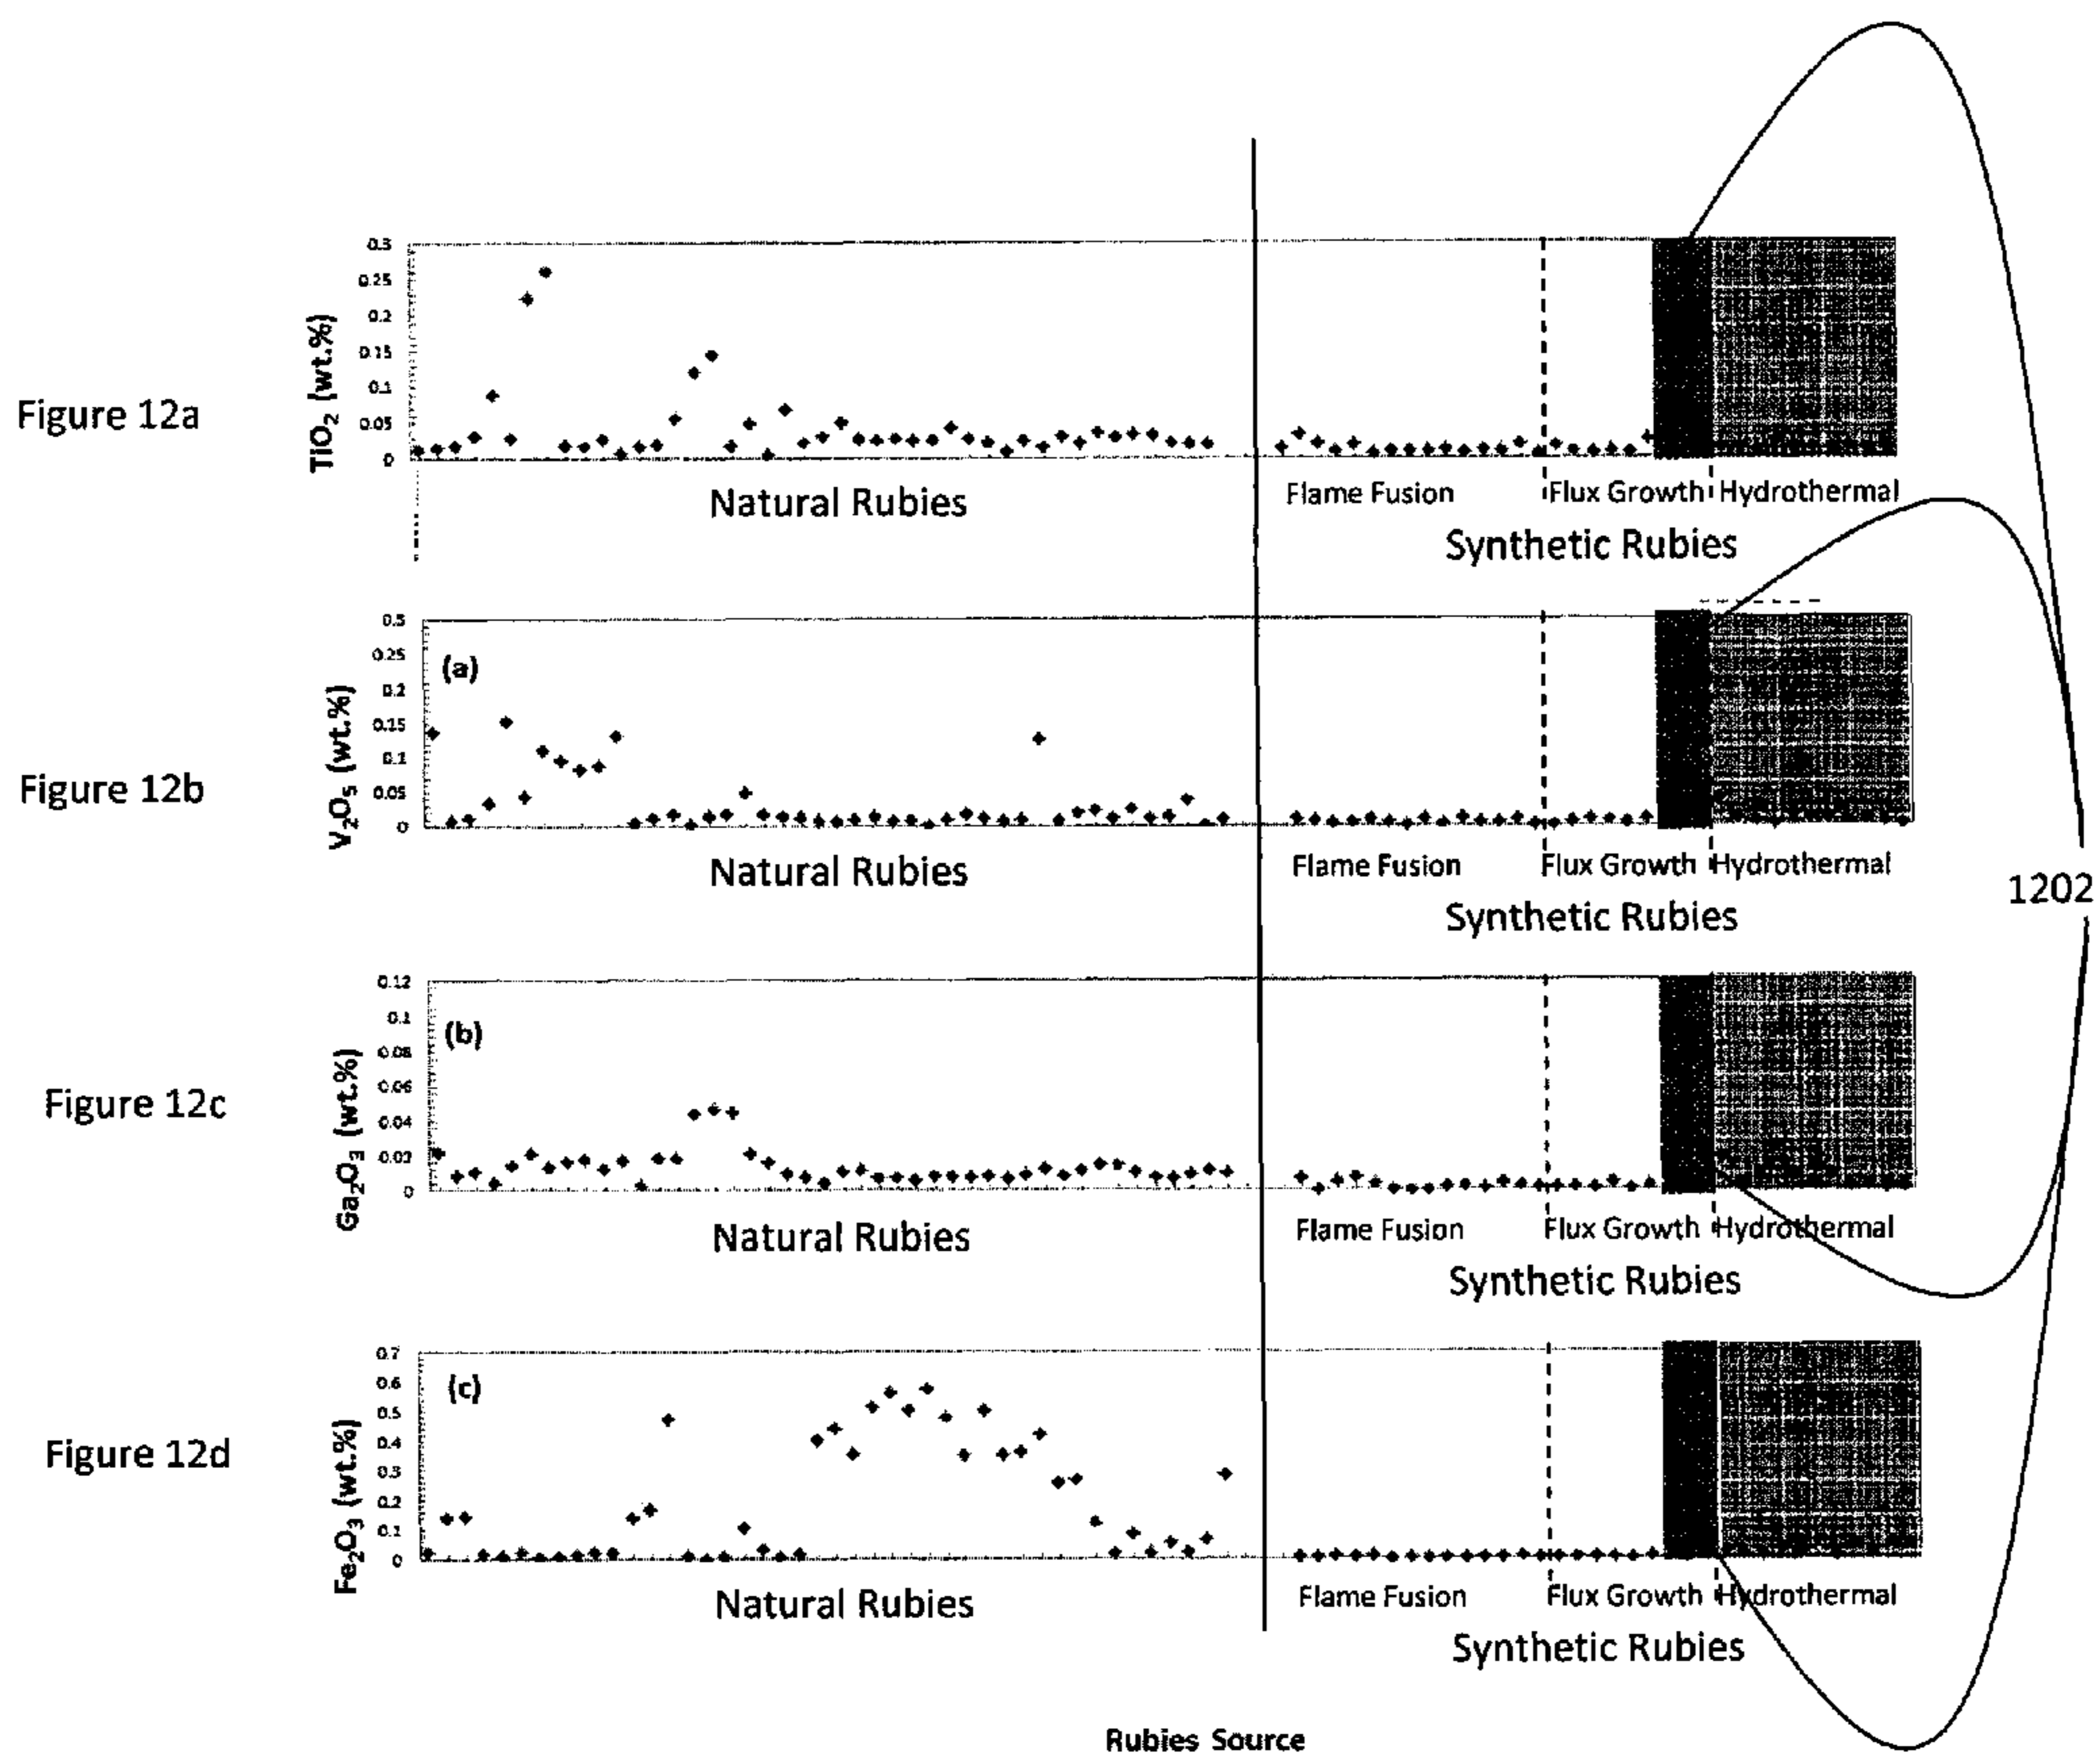 Figure 12a
TiO2 (wt.%)
0.3
0.25
0.2
0.15
0.1
0.05
0
Natural Rubies
Flame Fusion
Flux Growth
Hydrothermal
Synthetic Rubies
Figure 12b
V2O5 (wt.%)
(a)
0.5
0.25
0.2
0.15
0.1
0.05
0
Natural Rubies
Flame Fusion
Flux Growth
Hydrothermal
Synthetic Rubies
1202
Figure 12c
Ga2O3 (wt.%)
(b)
0.12
0.1
0.08
0.06
0.04
0.02
0
Natural Rubies
Flame Fusion
Flux Growth
Hydrothermal
Synthetic Rubies
Figure 12d
Fe2O3 (wt.%)
(c)
0.7
0.6
0.5
0.4
0.3
0.2
0.1
0
Natural Rubies
Flame Fusion
Flux Growth
Hydrothermal
Synthetic Rubies
Rubies Source